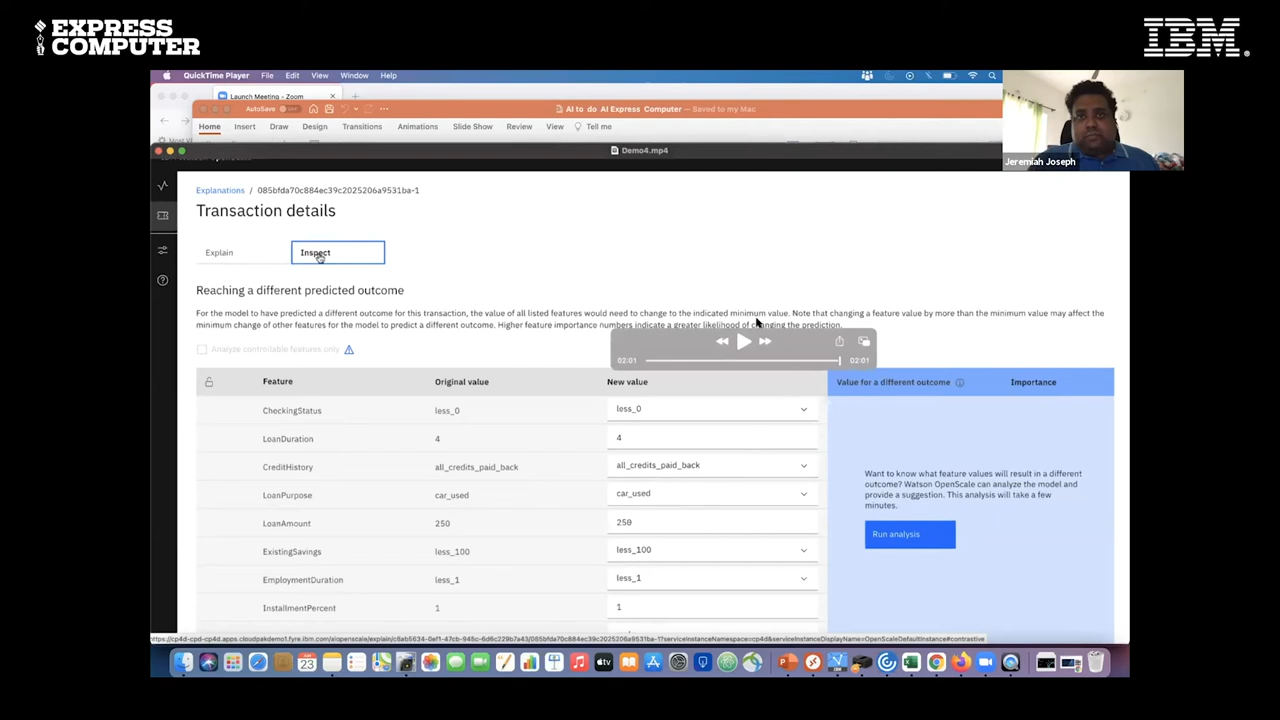 EXPRESS
COMPUTER
IBM
QuickTime Player File Edit View Window Help
Launch Meeting - Zoom
AutoSave OFF
AI to do AI Express Computer — Saved to my Mac
Home Insert Draw Design Transitions Animations Slide Show Review View Tell me
Demo4.mp4
Jeremiah Joseph
Explanations / 085bfda70c884ec39c2025206a9531ba-1
Transaction details
Explain Inspect
Reaching a different predicted outcome
For the model to have predicted a different outcome for this transaction, the value of all listed features would need to change to the indicated minimum value. Note that changing a feature value by more than the minimum value may affect the
minimum change of other features for the model to predict a different outcome. Higher feature importance numbers indicate a greater likelihood of changing the prediction.
Analyze controllable features only
02:01 02:01
Feature Original value New value Value for a different outcome Importance
CheckingStatus less_0 less_0
LoanDuration 4 4
CreditHistory all_credits_paid_back all_credits_paid_back
LoanPurpose car_used car_used
LoanAmount 250 250
ExistingSavings less_100 less_100
EmploymentDuration less_1 less_1
InstallmentPercent 1 1
Want to know what feature values will result in a different
outcome? Watson OpenScale can analyze the model and
provide a suggestion. This analysis will take a few
minutes.
Run analysis
JAN
23